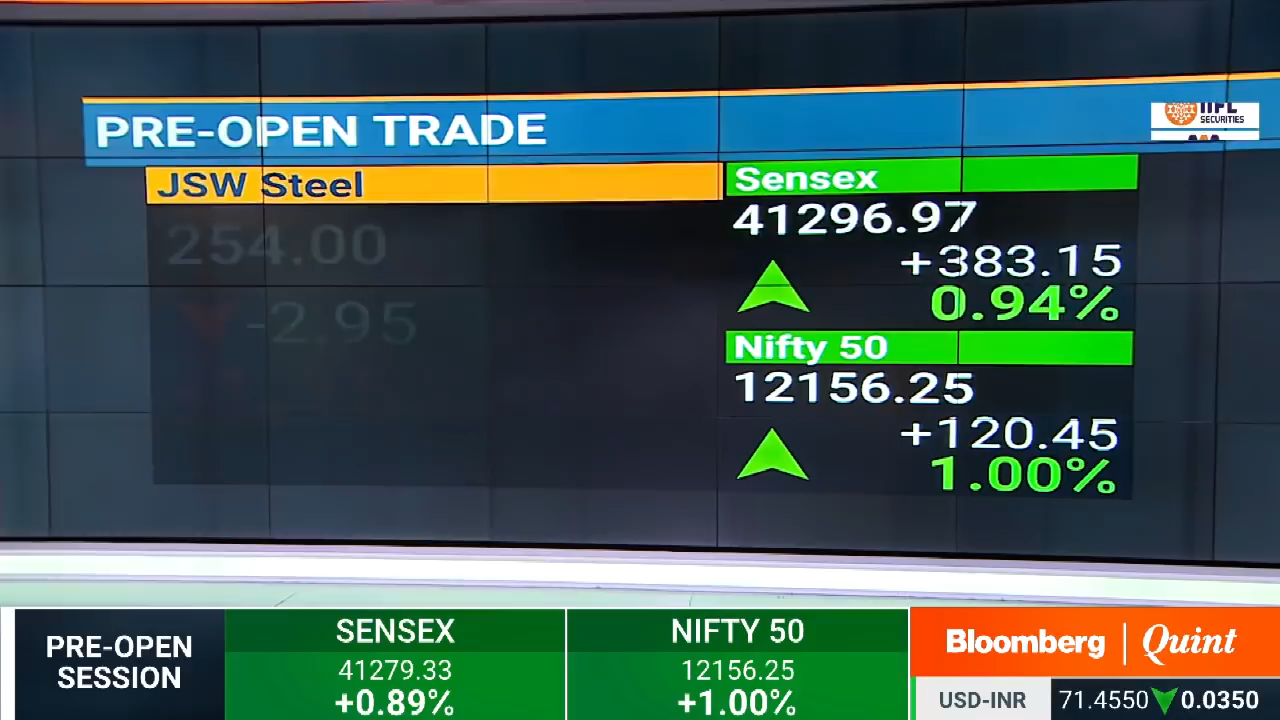 PRE-OPEN TRADE
IIFL
SECURITIES
JSW Steel
254.00
-2.95
Sensex
41296.97
+383.15
0.94%
Nifty 50
12156.25
+120.45
1.00%
PRE-OPEN
SESSION
SENSEX
41279.33
+0.89%
NIFTY 50
12156.25
+1.00%
Bloomberg | Quint
USD-INR 71.4550 0.0350